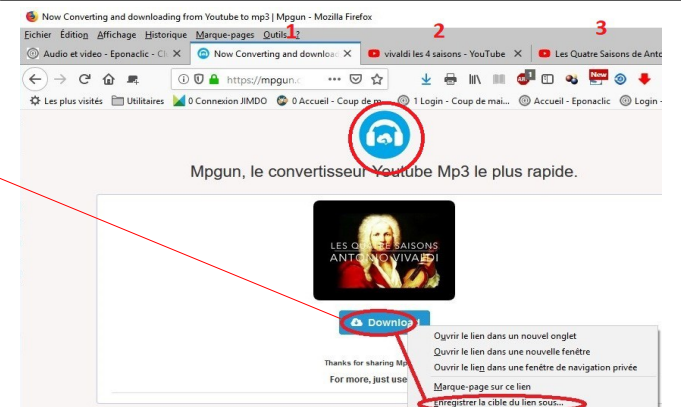 Now Converting and downloading from Youtube to mp3 | Mpgun - Mozilla Firefox
Fichier Édition Affichage Historique Marque-pages Outils ?
1 2 3
Audio et video - Eponaclic - Cl
Now Converting and download
vivaldi les 4 saisons - YouTube
Les Quatre Saisons de Anto
https://mpgun.c
1
New
Les plus visités Utilitaires 0 Connexion JIMDO 0 Accueil - Coup de m... 1 Login - Coup de mai... Accueil - Eponaclic Login -
Mpgun, le convertisseur Youtube Mp3 le plus rapide.
LES QUATRE SAISONS
ANTONIO VIVALDI
Download
Ouvrir le lien dans un nouvel onglet
Ouvrir le lien dans une nouvelle fenêtre
Ouvrir le lien dans une fenêtre de navigation privée
Marque-page sur ce lien
Enregistrer la cible du lien sous...
Thanks for sharing Mp
For more, just use